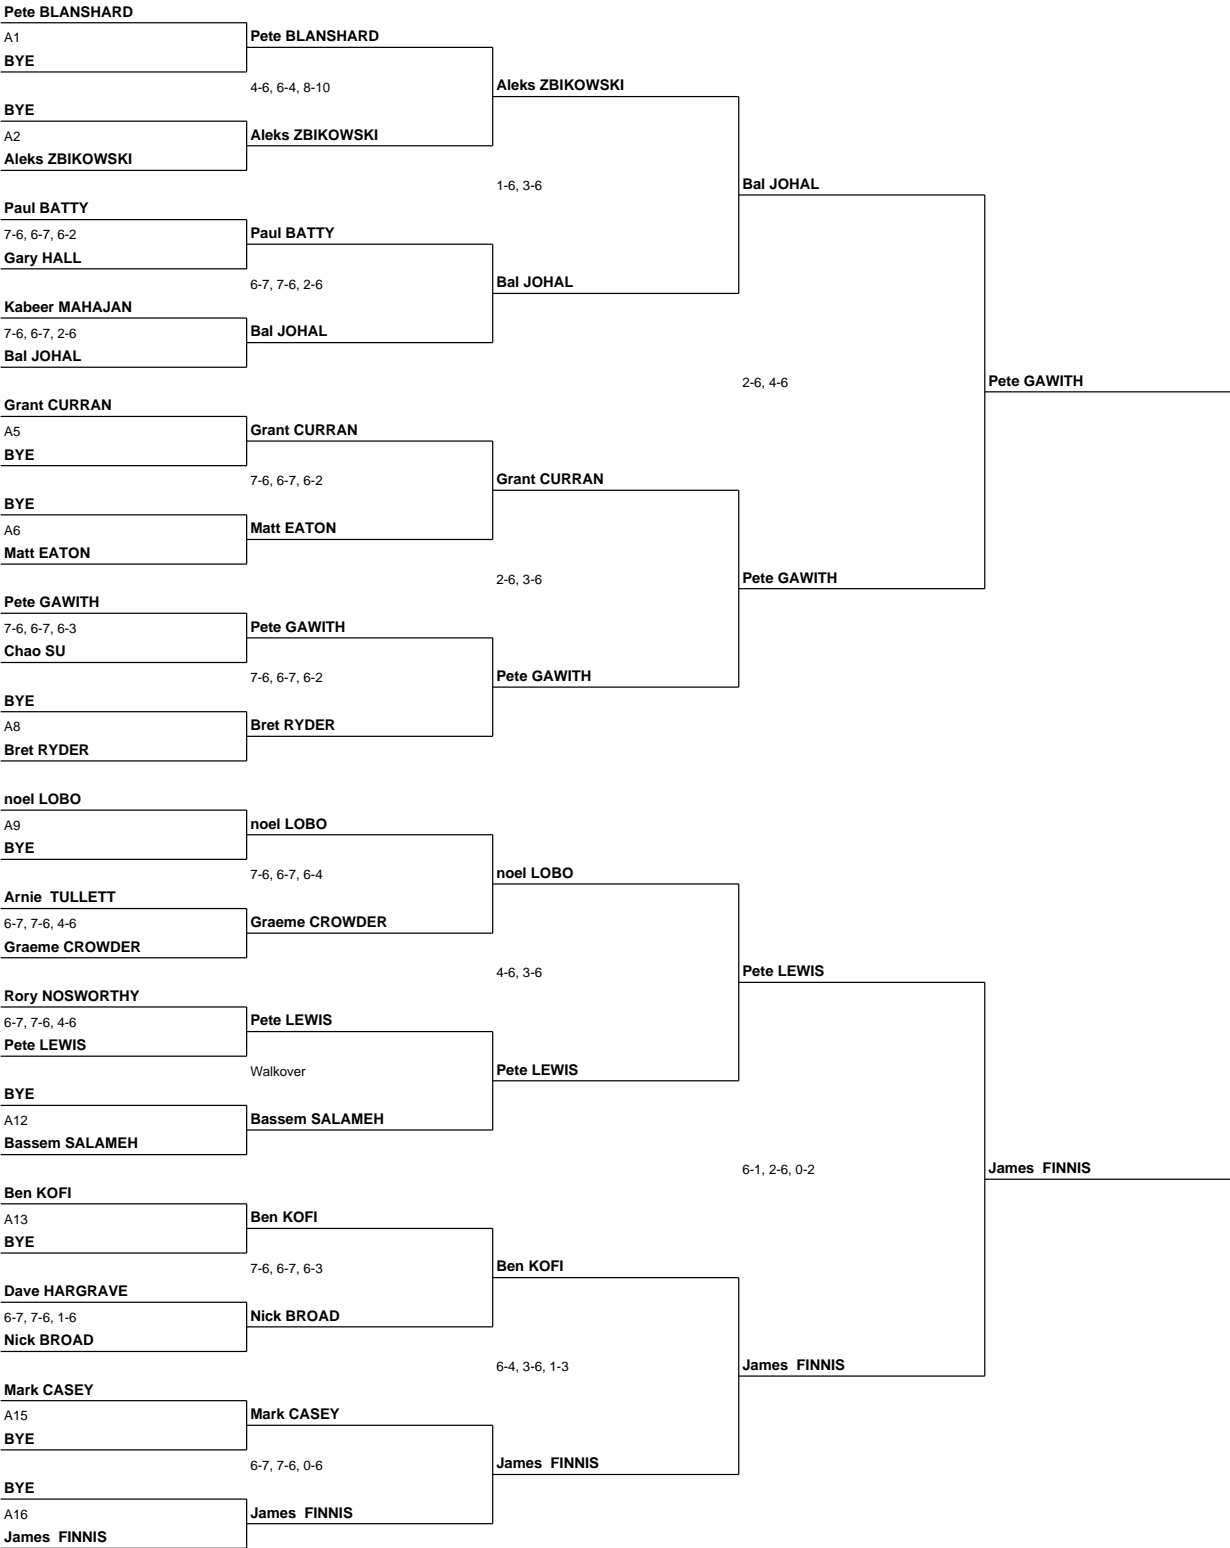 Pete BLANSHARD
A1
BYE
BYE
A2
Aleks ZBIKOWSKI
Paul BATTY
7-6, 6-7, 6-2
Gary HALL
Kabeer MAHAJAN
7-6, 6-7, 2-6
Bal JOHAL
Grant CURRAN
A5
BYE
BYE
A6
Matt EATON
Pete GAWITH
7-6, 6-7, 6-3
Chao SU
BYE
A8
Bret RYDER
noel LOBO
A9
BYE
Arnie  TULLETT
6-7, 7-6, 4-6
Graeme CROWDER
Rory NOSWORTHY
6-7, 7-6, 4-6
Pete LEWIS
BYE
A12
Bassem SALAMEH
Ben KOFI
A13
BYE
Dave HARGRAVE
6-7, 7-6, 1-6
Nick BROAD
Mark CASEY
A15
BYE
BYE
A16
James  FINNIS
Pete BLANSHARD
4-6, 6-4, 8-10
Aleks ZBIKOWSKI
Paul BATTY
6-7, 7-6, 2-6
Bal JOHAL
Grant CURRAN
7-6, 6-7, 6-2
Matt EATON
Pete GAWITH
7-6, 6-7, 6-2
Bret RYDER
noel LOBO
7-6, 6-7, 6-4
Graeme CROWDER
Pete LEWIS
Walkover
Bassem SALAMEH
Ben KOFI
7-6, 6-7, 6-3
Nick BROAD
Mark CASEY
6-7, 7-6, 0-6
James  FINNIS
Aleks ZBIKOWSKI
1-6, 3-6
Bal JOHAL
Grant CURRAN
2-6, 3-6
Pete GAWITH
noel LOBO
4-6, 3-6
Pete LEWIS
Ben KOFI
6-4, 3-6, 1-3
James  FINNIS
Bal JOHAL
2-6, 4-6
Pete GAWITH
Pete LEWIS
6-1, 2-6, 0-2
James  FINNIS
Pete GAWITH
James  FINNIS